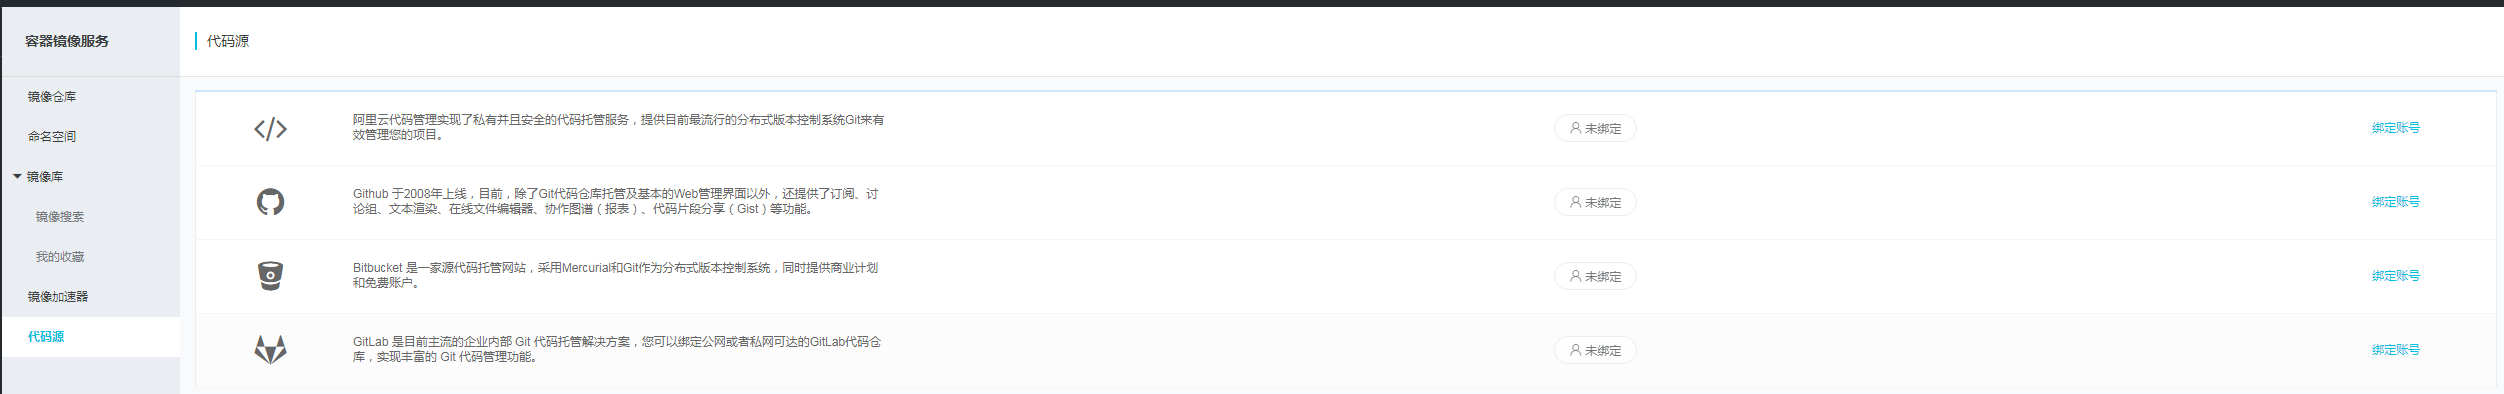 容器镜像服务
代码源
镜像仓库
命名空间
镜像库
镜像搜索
我的收藏
镜像加速器
代码源
阿里云代码管理实现了私有并且安全的代码托管服务，提供目前最流行的分布式版本控制系统Git来有
效管理您的项目。
未绑定
绑定账号
Github 于2008年上线，目前，除了Git代码仓库托管及基本的Web管理界面以外，还提供了订阅、讨
论组、文本渲染、在线文件编辑器、协作图谱（报表）、代码片段分享（Gist）等功能。
未绑定
绑定账号
Bitbucket 是一家源代码托管网站，采用Mercurial和Git作为分布式版本控制系统，同时提供商业计划
和免费账户。
未绑定
绑定账号
GitLab 是目前主流的企业内部 Git 代码托管解决方案，您可以绑定公网或者私网可达的GitLab代码仓
库，实现丰富的 Git 代码管理功能。
未绑定
绑定账号